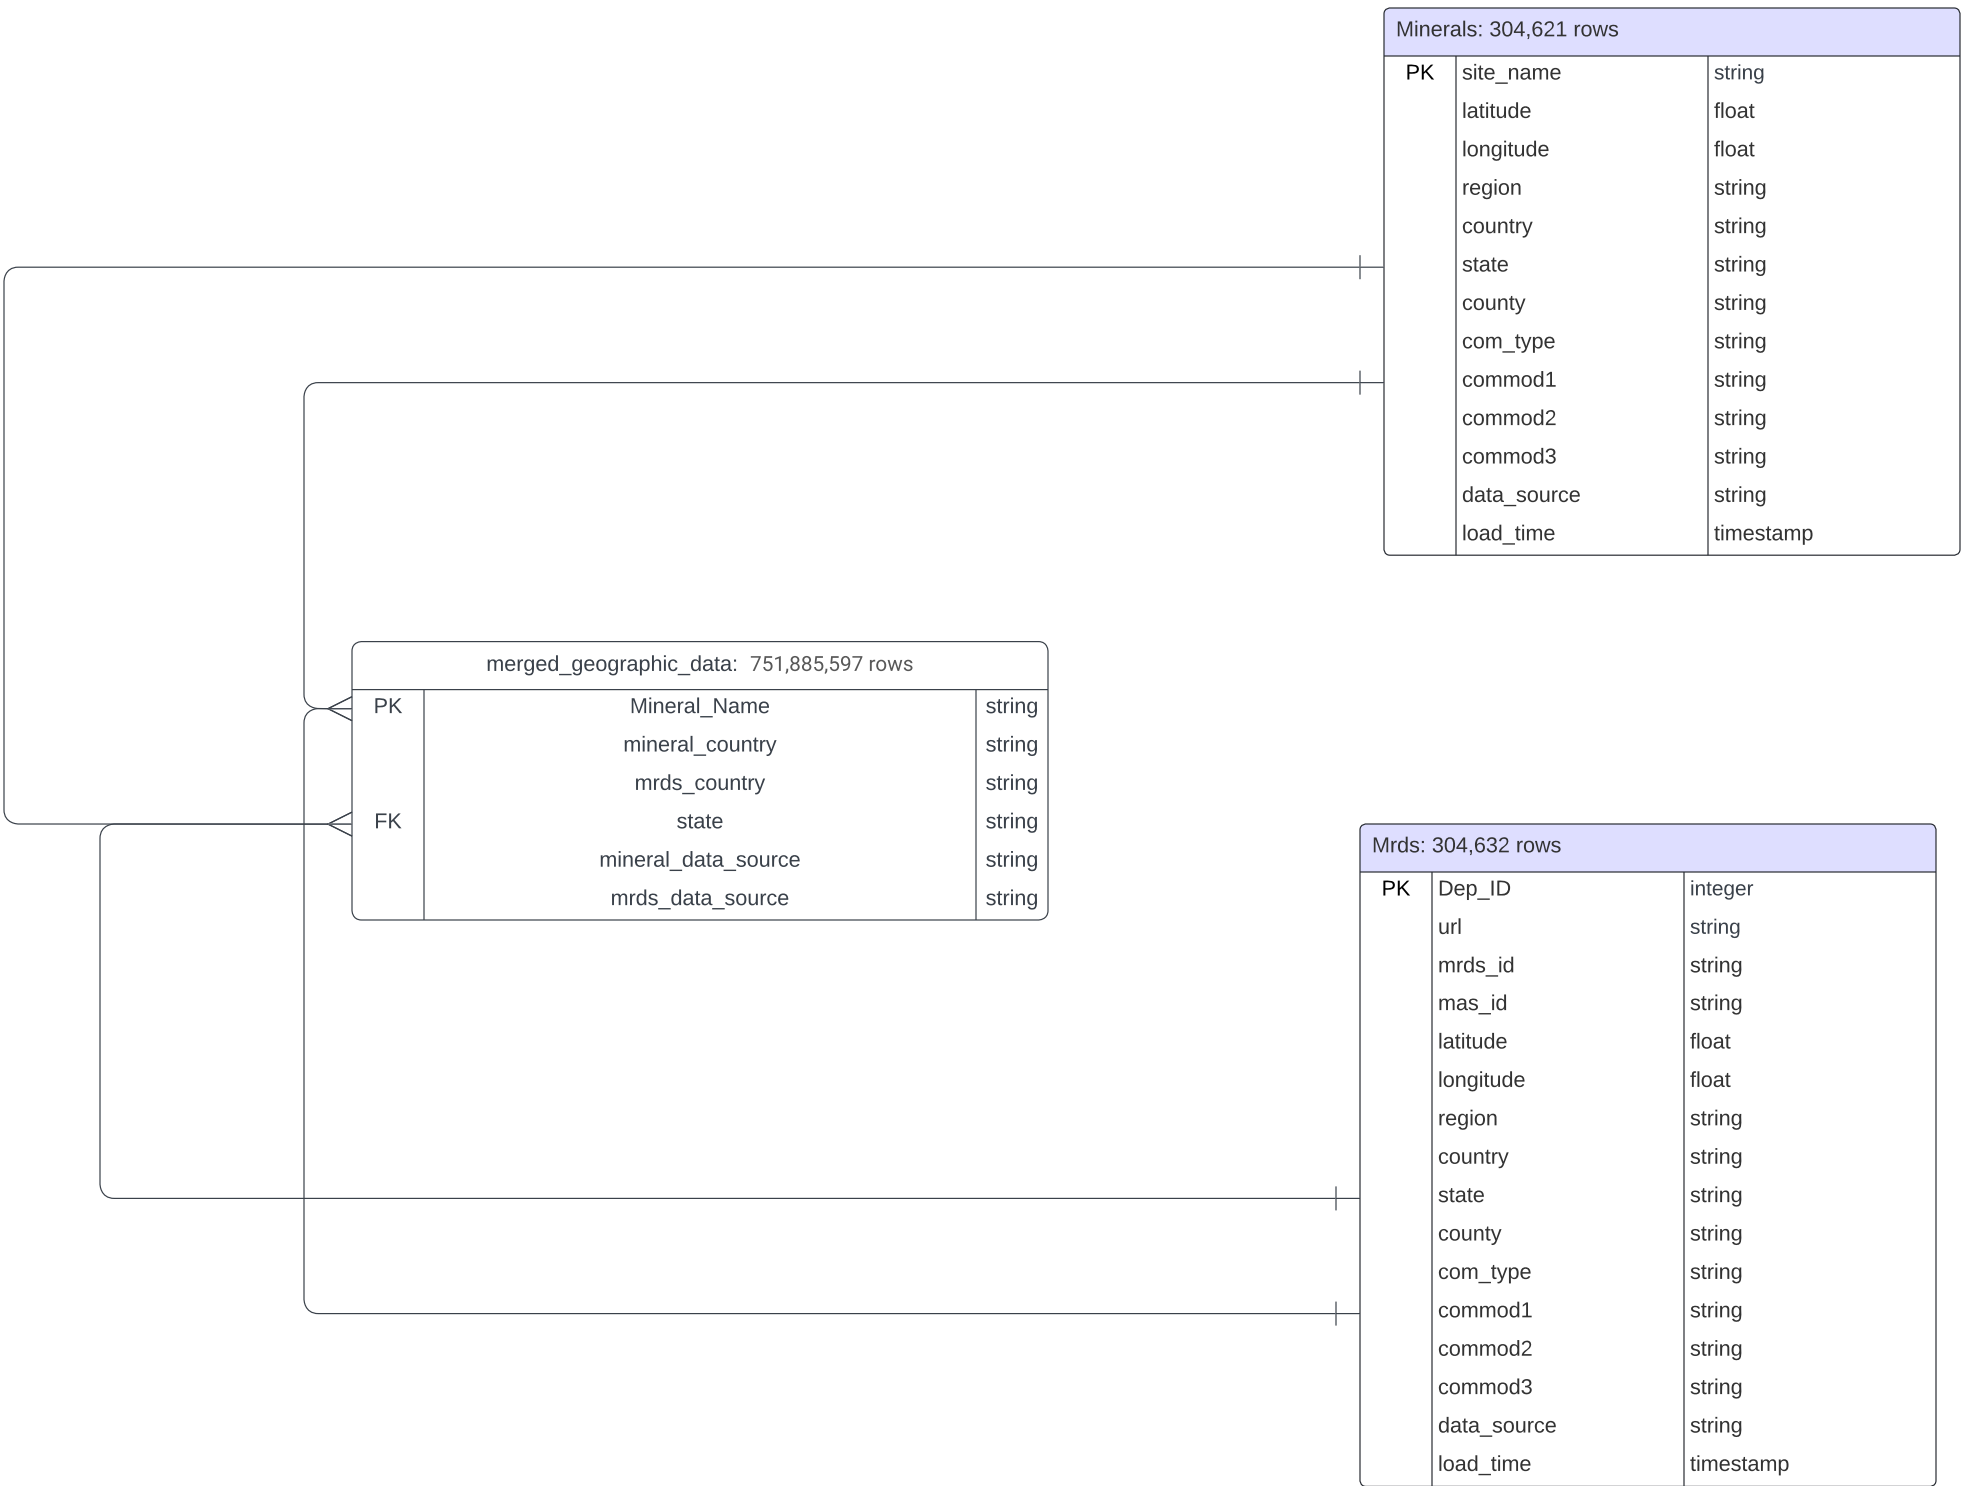 Minerals: 304,621 rows
PK site_name string
latitude float
longitude float
region string
country string
state string
county string
com_type string
commod1 string
commod2 string
commod3 string
data_source string
load_time timestamp
merged_geographic_data: 751,885,597 rows
PK Mineral_Name string
mineral_country string
mrds_country string
FK state string
mineral_data_source string
mrds_data_source string
Mrds: 304,632 rows
PK Dep_ID integer
url string
mrds_id string
mas_id string
latitude float
longitude float
region string
country string
state string
county string
com_type string
commod1 string
commod2 string
commod3 string
data_source string
load_time timestamp